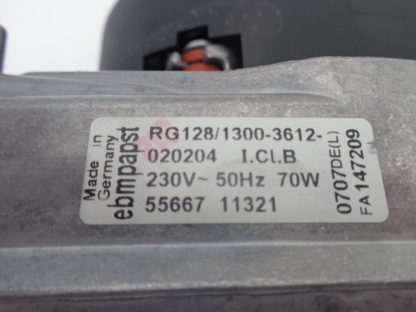 Made in
Germany
ebmpapst
RG128/1300-3612-
020204 I.Cl.B
230V~ 50Hz 70W
55667 11321
0707DE(L)
FA 147209